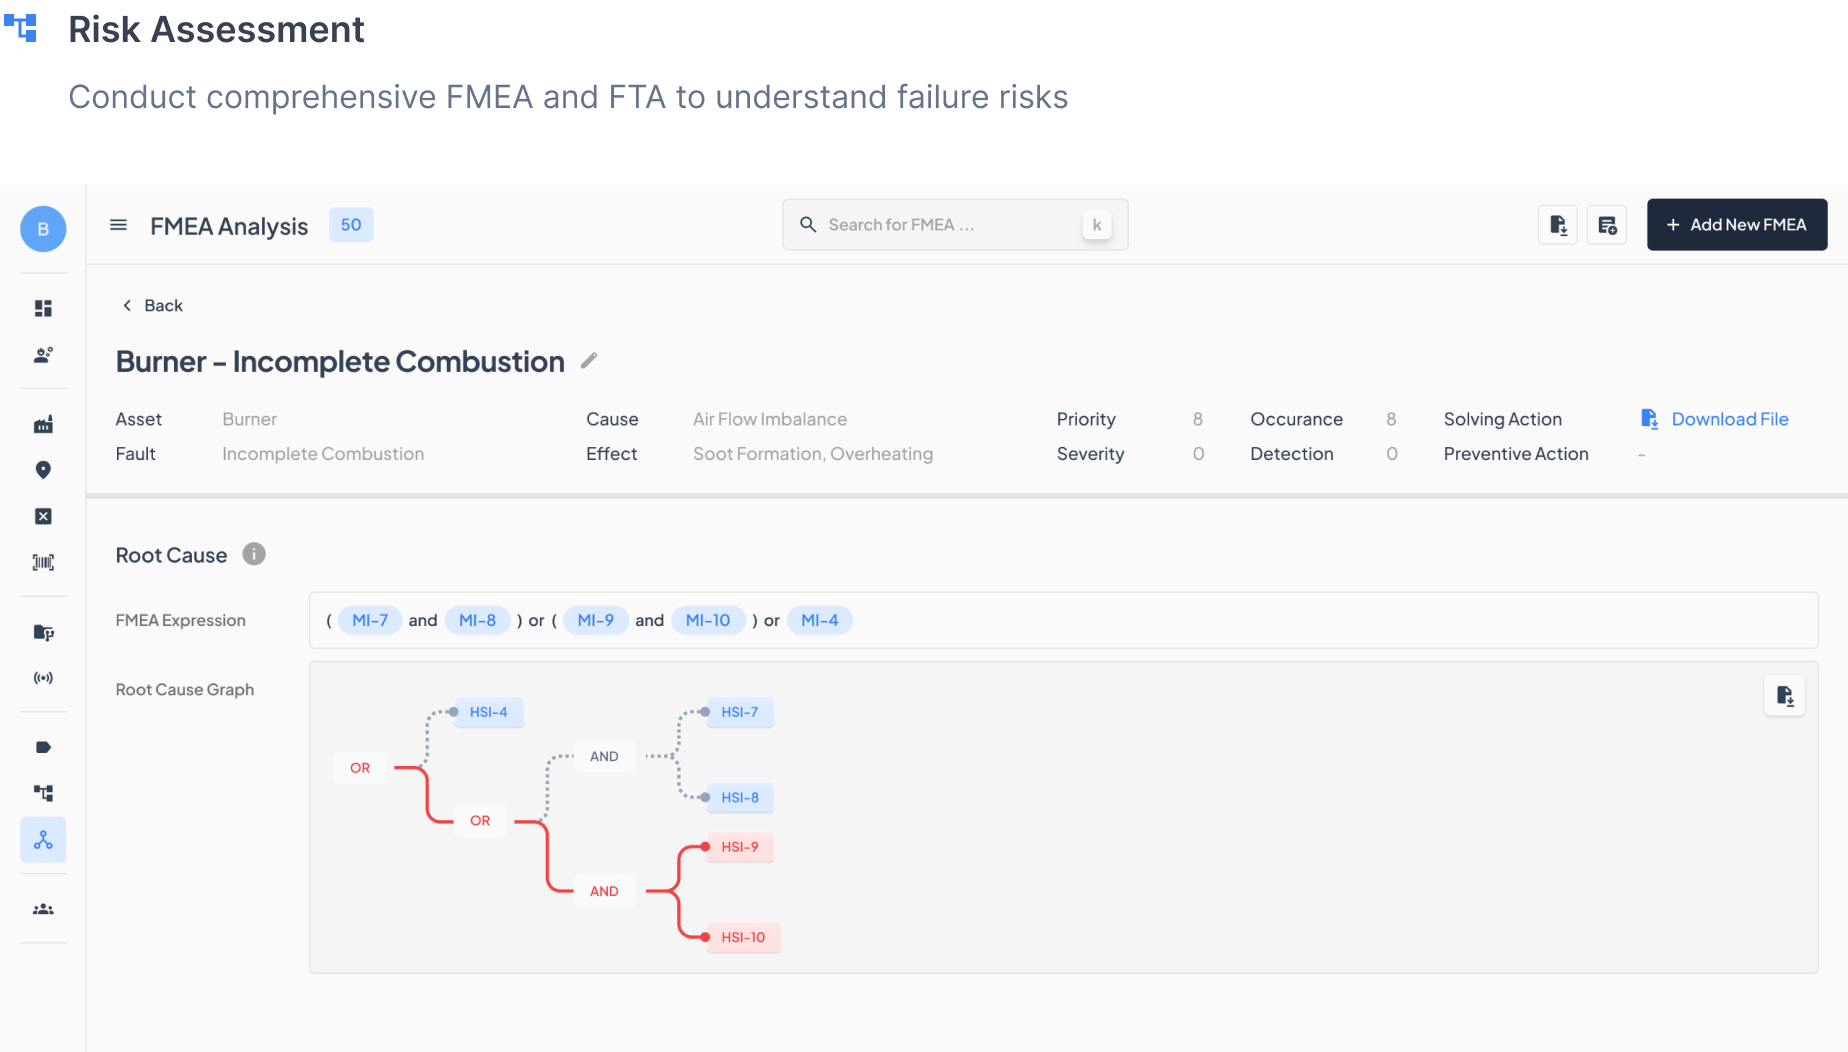 Risk Assessment
Conduct comprehensive FMEA and FTA to understand failure risks
B
FMEA Analysis 50
Search for FMEA ... k
+ Add New FMEA
Back
Burner – Incomplete Combustion
Asset Burner Cause Air Flow Imbalance Priority 8 Occurance 8 Solving Action Download File
Fault Incomplete Combustion Effect Soot Formation, Overheating Severity 0 Detection 0 Preventive Action -
Root Cause i
FMEA Expression ( MI-7 and MI-8 ) or ( MI-9 and MI-10 ) or MI-4
Root Cause Graph
HSI-4 HSI-7
AND
OR
HSI-8
OR
HSI-9
AND
HSI-10